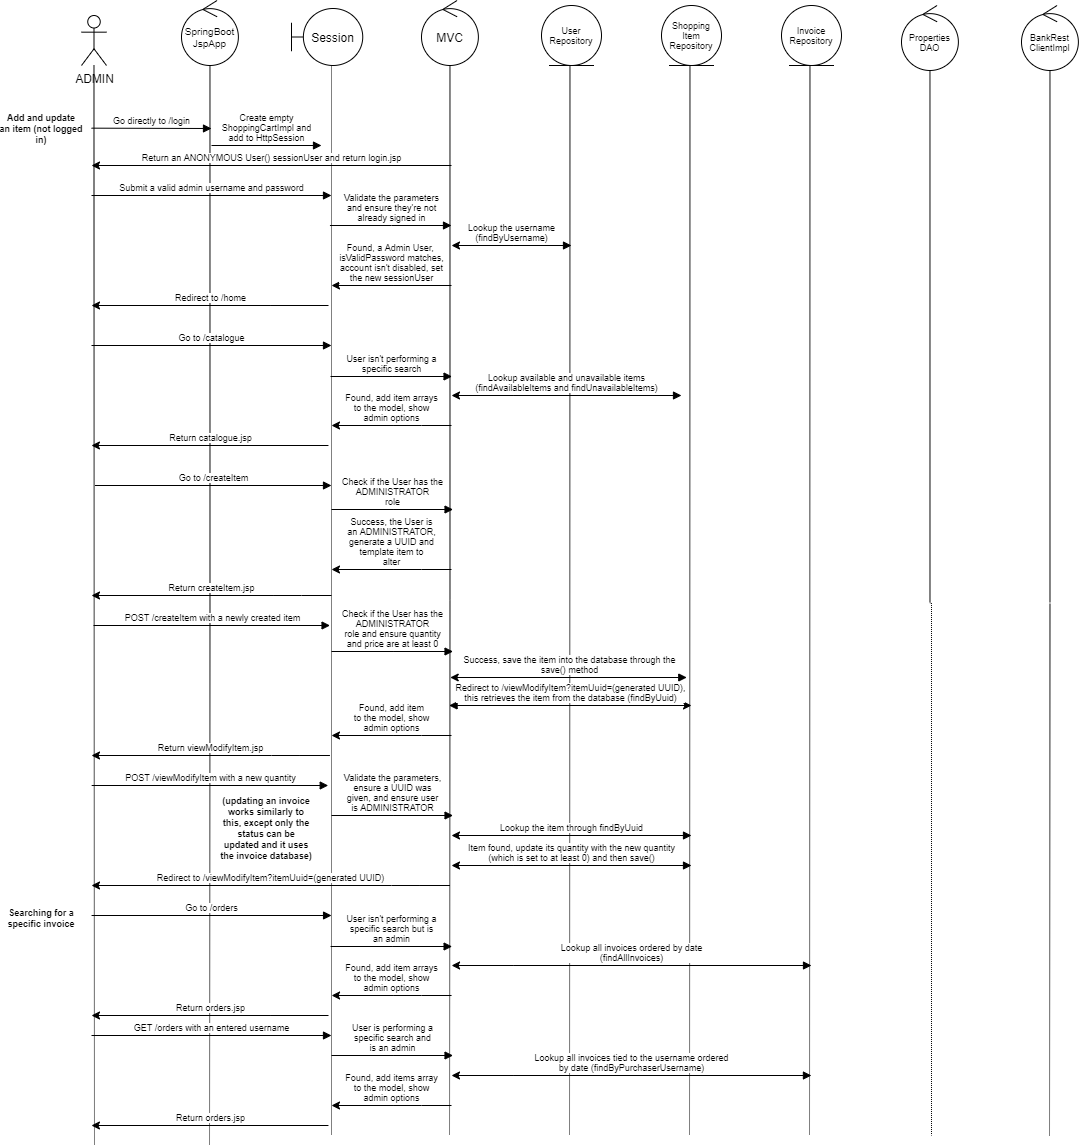 SpringBoot
JspApp
Session
MVC
User
Repository
Shopping
Item
Repository
Invoice
Repository
Properties
DAO
BankRest
ClientImpl
ADMIN
Add and update
an item (not logged
in)
Go directly to /login
Create empty
ShoppingCartImpl and
add to HttpSession
Return an ANONYMOUS User() sessionUser and return login.jsp
Submit a valid admin username and password
Validate the parameters
and ensure they're not
already signed in
Lookup the username
(findByUsername)
Found, a Admin User,
isValidPassword matches,
account isn't disabled, set
the new sessionUser
Redirect to /home
Go to /catalogue
User isn't performing a
specific search
Lookup available and unavailable items
(findAvailableItems and findUnavailableItems)
Found, add item arrays
to the model, show
admin options
Return catalogue.jsp
Go to /createItem
Check if the User has the
ADMINISTRATOR
role
Success, the User is
an ADMINISTRATOR,
generate a UUID and
template item to
alter
Return createItem.jsp
POST /createItem with a newly created item
Check if the User has the
ADMINISTRATOR
role and ensure quantity
and price are at least 0
Success, save the item into the database through the
save() method
Redirect to /viewModifyItem?itemUuid=(generated UUID),
this retrieves the item from the database (findByUuid)
Found, add item
to the model, show
admin options
Return viewModifyItem.jsp
POST /viewModifyItem with a new quantity
Validate the parameters,
ensure a UUID was
given, and ensure user
is ADMINISTRATOR
(updating an invoice
works similarly to
this, except only the
status can be
updated and it uses
the invoice database)
Lookup the item through findByUuid
Item found, update its quantity with the new quantity
(which is set to at least 0) and then save()
Redirect to /viewModifyItem?itemUuid=(generated UUID)
Searching for a
specific invoice
Go to /orders
User isn't performing a
specific search but is
an admin
Lookup all invoices ordered by date
(findAllInvoices)
Found, add item arrays
to the model, show
admin options
Return orders.jsp
GET /orders with an entered username
User is performing a
specific search and
is an admin
Lookup all invoices tied to the username ordered
by date (findByPurchaserUsername)
Found, add items array
to the model, show
admin options
Return orders.jsp